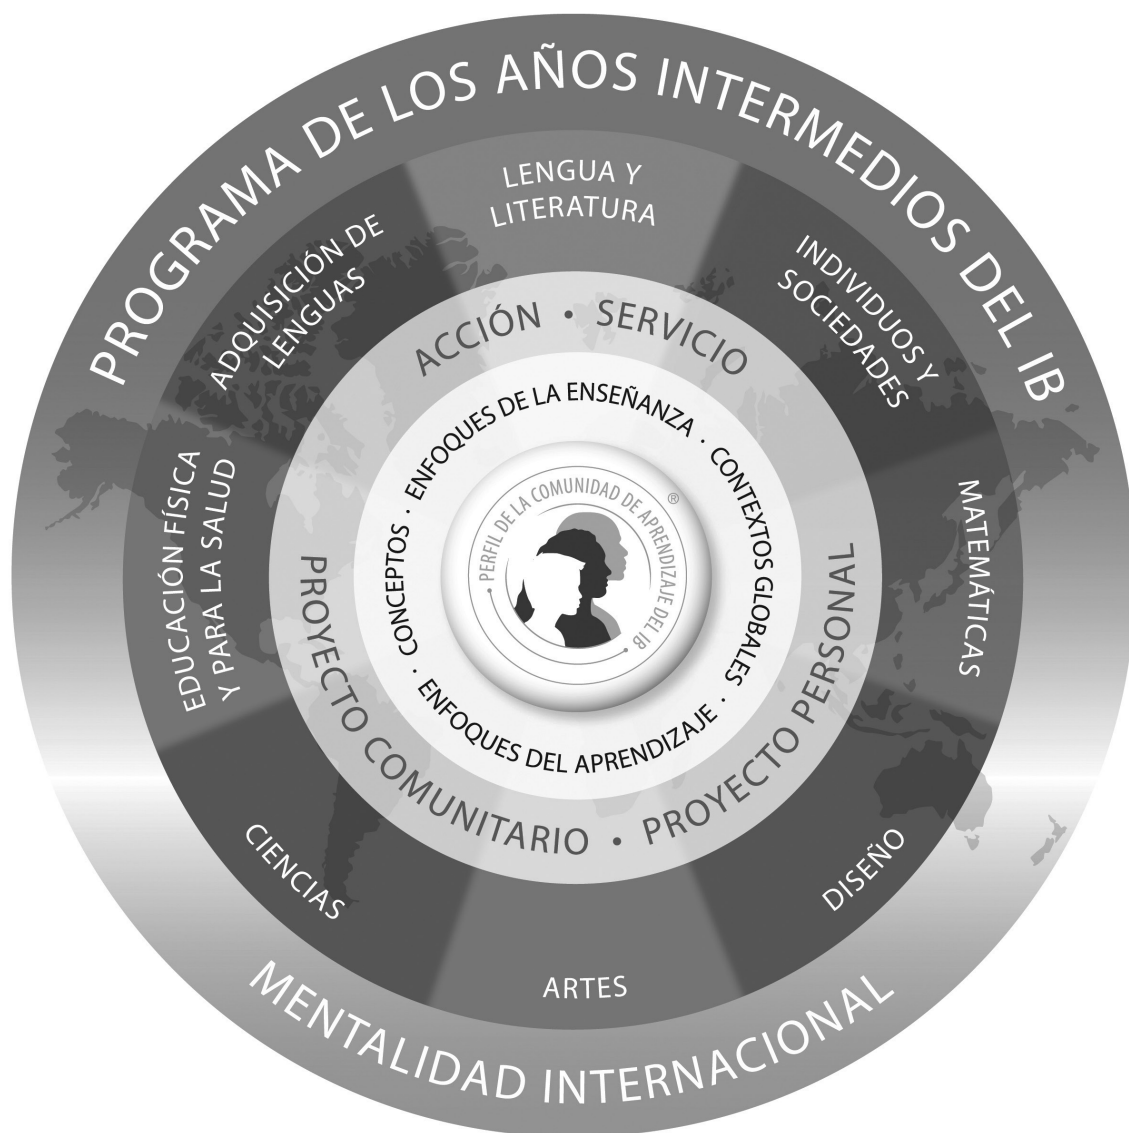 PROGRAMA DE LOS AÑOS INTERMEDIOS DEL IB
LENGUA Y
LITERATURA
INDIVIDUOS Y
SOCIEDADES
MATEMÁTICAS
DISEÑO
ARTES
CIENCIAS
EDUCACIÓN FÍSICA
Y PARA LA SALUD
ADQUISICIÓN DE
LENGUAS
ACCIÓN · SERVICIO
PROYECTO COMUNITARIO · PROYECTO PERSONAL
ENFOQUES DE LA ENSEÑANZA · CONTEXTOS GLOBALES ·
ENFOQUES DEL APRENDIZAJE · CONCEPTOS ·
PERFIL DE LA COMUNIDAD DE APRENDIZAJE DEL IB
®
MENTALIDAD INTERNACIONAL